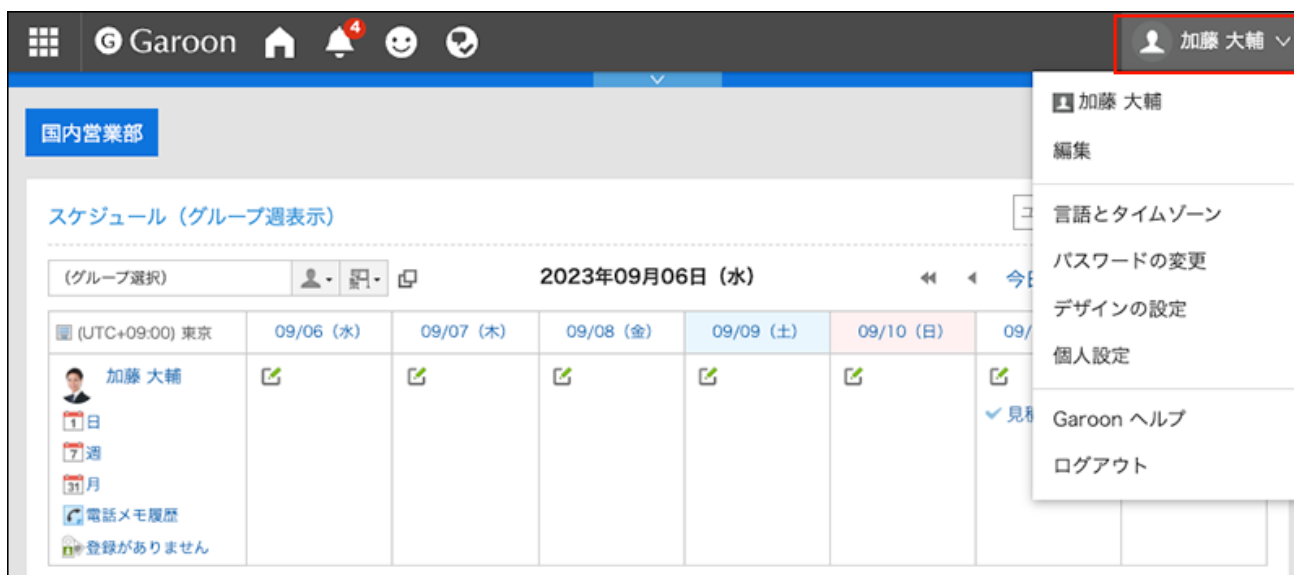 G Garoon
4
加藤 大輔
加藤 大輔
編集
言語とタイムゾーン
パスワードの変更
デザインの設定
個人設定
Garoon ヘルプ
ログアウト
国内営業部
スケジュール（グループ週表示）
(グループ選択)
2023年09月06日（水）
(UTC+09:00) 東京
09/06（水）
09/07（木）
09/08（金）
09/09（土）
09/10（日）
09/
加藤 大輔
1 日
7 週
31 月
電話メモ履歴
登録がありません